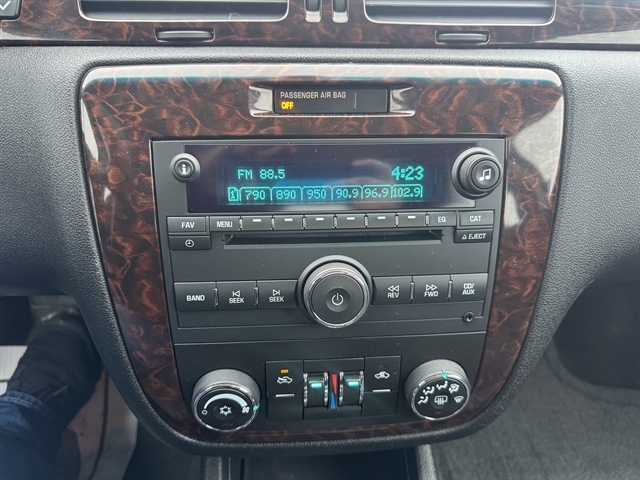 PASSENGER AIR BAG
OFF
FM 88.5 4:23
1 790 890 950 90.9 96.9 102.9
FAV MENU EQ CAT
EJECT
BAND SEEK SEEK REV FWD CD/AUX